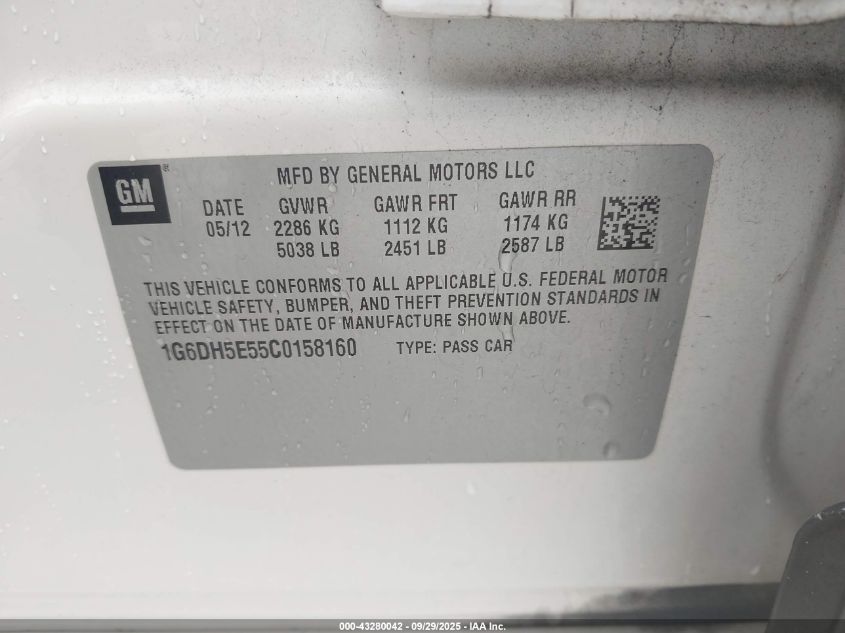 GM
MFD BY GENERAL MOTORS LLC
DATE GVWR GAWR FRT GAWR RR
05/12 2286 KG 1112 KG 1174 KG
5038 LB 2451 LB 2587 LB
THIS VEHICLE CONFORMS TO ALL APPLICABLE U.S. FEDERAL MOTOR
VEHICLE SAFETY, BUMPER, AND THEFT PREVENTION STANDARDS IN
EFFECT ON THE DATE OF MANUFACTURE SHOWN ABOVE.
1G6DH5E55C0158160 TYPE: PASS CAR
000-43280042 - 09/29/2025 - IAA Inc.